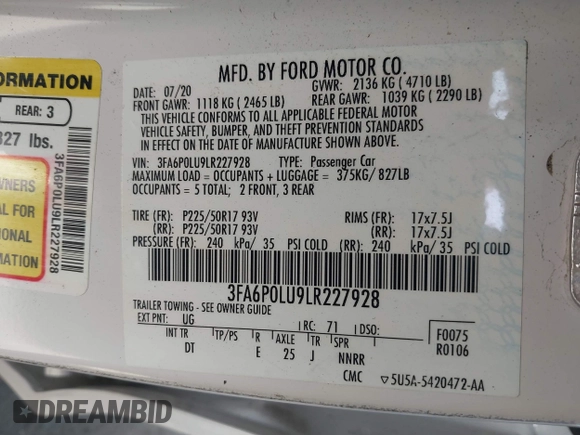 ORMATION
REAR: 3
327 lbs.
WNERS
AL FOR
ONAL
MATION
3FA6P0LU9LR227928
MFD. BY FORD MOTOR CO.
DATE: 07/20
GVWR: 2136 KG ( 4710 LB)
FRONT GAWR: 1118 KG ( 2465 LB)
REAR GAWR: 1039 KG ( 2290 LB)
THIS VEHICLE CONFORMS TO ALL APPLICABLE FEDERAL MOTOR
VEHICLE SAFETY, BUMPER, AND THEFT PREVENTION STANDARDS
IN EFFECT ON THE DATE OF MANUFACTURE SHOWN ABOVE.
VIN: 3FA6P0LU9LR227928 TYPE: Passenger Car
MAXIMUM LOAD = OCCUPANTS + LUGGAGE = 375KG/ 827LB
OCCUPANTS = 5 TOTAL; 2 FRONT, 3 REAR
TIRE (FR): P225/50R17 93V RIMS (FR): 17x7.5J
(RR): P225/50R17 93V (RR): 17x7.5J
PRESSURE (FR): 240 kPa/ 35 PSI COLD (RR): 240 kPa/ 35 PSI COLD
3FA6P0LU9LR227928
TRAILER TOWING - SEE OWNER GUIDE
EXT PNT: UG RC: 71 DSO:
INT TR TP/PS R AXLE TR SPR
DT E 25 J NNRR
F0075
R0106
CMC ▽5U5A-5420472-AA
DREAMBID